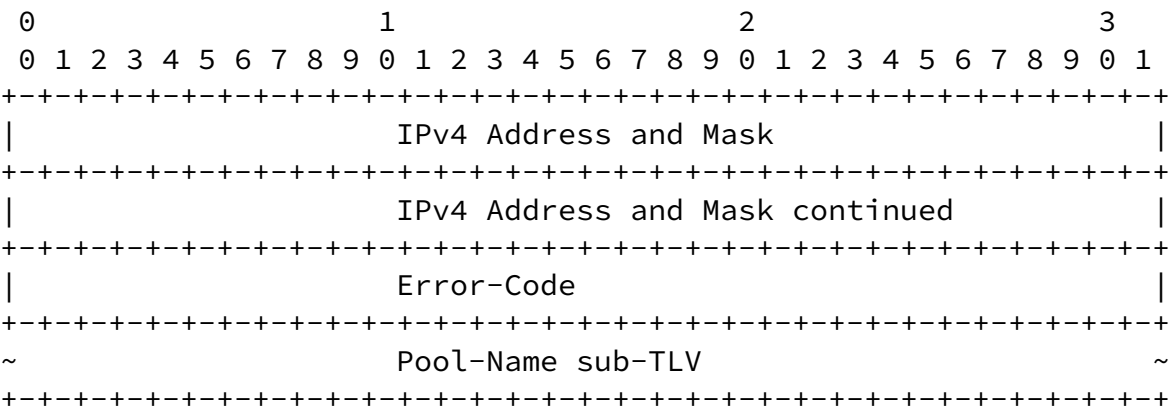 0                   1                   2                   3
 0 1 2 3 4 5 6 7 8 9 0 1 2 3 4 5 6 7 8 9 0 1 2 3 4 5 6 7 8 9 0 1
+-+-+-+-+-+-+-+-+-+-+-+-+-+-+-+-+-+-+-+-+-+-+-+-+-+-+-+-+-+-+-+-+
|                     IPv4 Address and Mask                     |
+-+-+-+-+-+-+-+-+-+-+-+-+-+-+-+-+-+-+-+-+-+-+-+-+-+-+-+-+-+-+-+-+
|                     IPv4 Address and Mask continued           |
+-+-+-+-+-+-+-+-+-+-+-+-+-+-+-+-+-+-+-+-+-+-+-+-+-+-+-+-+-+-+-+-+
|                     Error-Code                                |
+-+-+-+-+-+-+-+-+-+-+-+-+-+-+-+-+-+-+-+-+-+-+-+-+-+-+-+-+-+-+-+-+
~                     Pool-Name sub-TLV                         ~
+-+-+-+-+-+-+-+-+-+-+-+-+-+-+-+-+-+-+-+-+-+-+-+-+-+-+-+-+-+-+-+-+